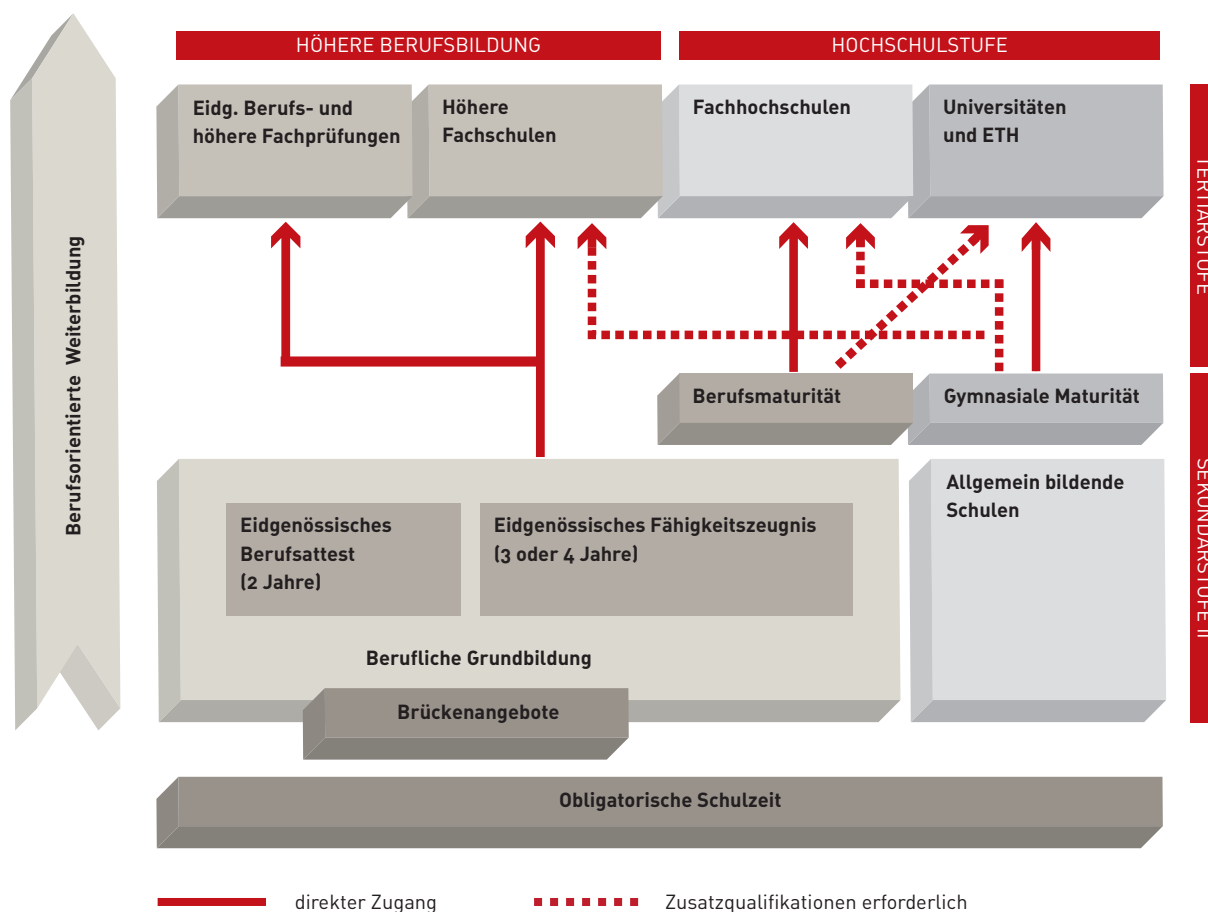 HÖHERE BERUFSBILDUNG
HOCHSCHULSTUFE
Eidg. Berufs- und
höhere Fachprüfungen
Höhere
Fachschulen
Fachhochschulen
Universitäten
und ETH
TERTIÄRSTUFE
Berufsorientierte Weiterbildung
Berufsmaturität
Gymnasiale Maturität
SEKUNDARSTUFE II
Allgemein bildende
Schulen
Eidgenössisches
Berufsattest
(2 Jahre)
Eidgenössisches Fähigkeitszeugnis
(3 oder 4 Jahre)
Berufliche Grundbildung
Brückenangebote
Obligatorische Schulzeit
direkter Zugang
Zusatzqualifikationen erforderlich